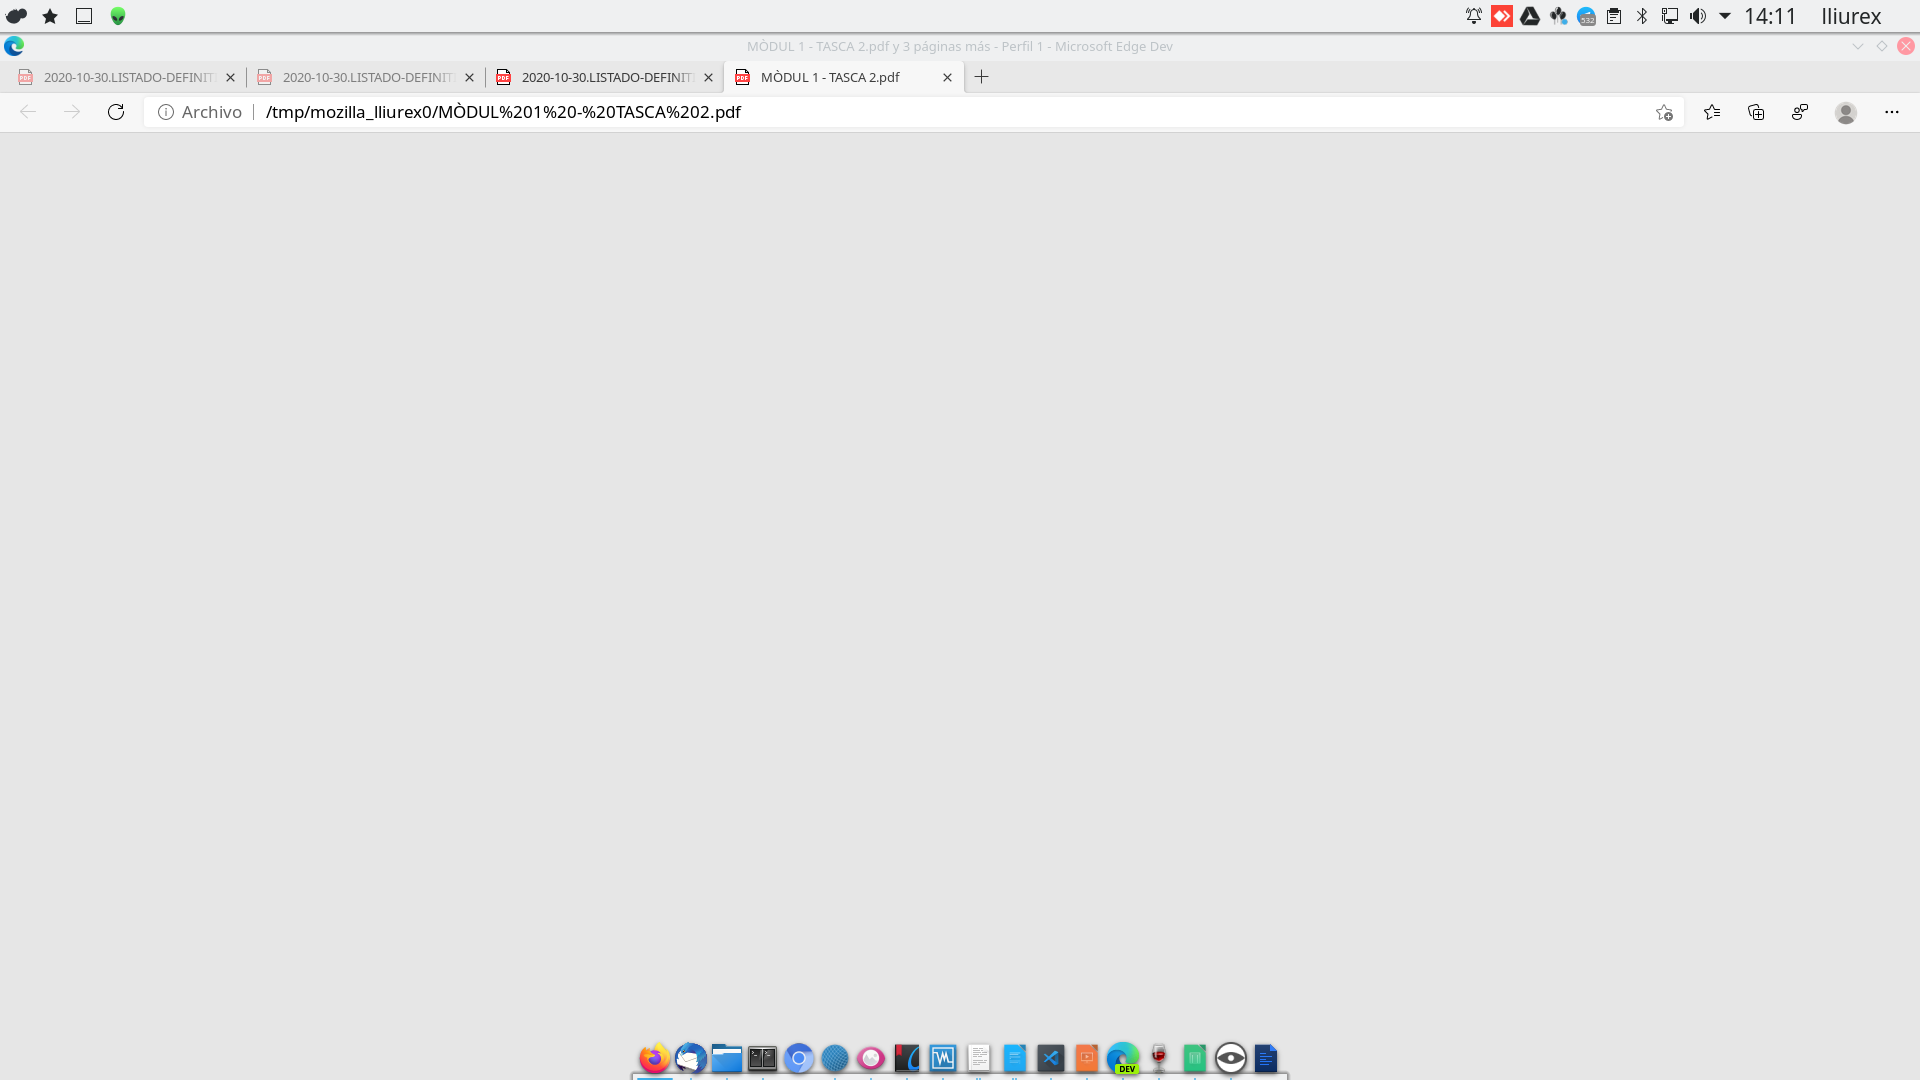 14:11 lliurex
MÒDUL 1 - TASCA 2.pdf y 3 páginas más - Perfil 1 - Microsoft Edge Dev
2020-10-30.LISTADO-DEFINIT 2020-10-30.LISTADO-DEFINIT 2020-10-30.LISTADO-DEFINIT MÒDUL 1 - TASCA 2.pdf
Archivo /tmp/mozilla_lliurex0/MÒDUL%201%20-%20TASCA%202.pdf
532
DEV